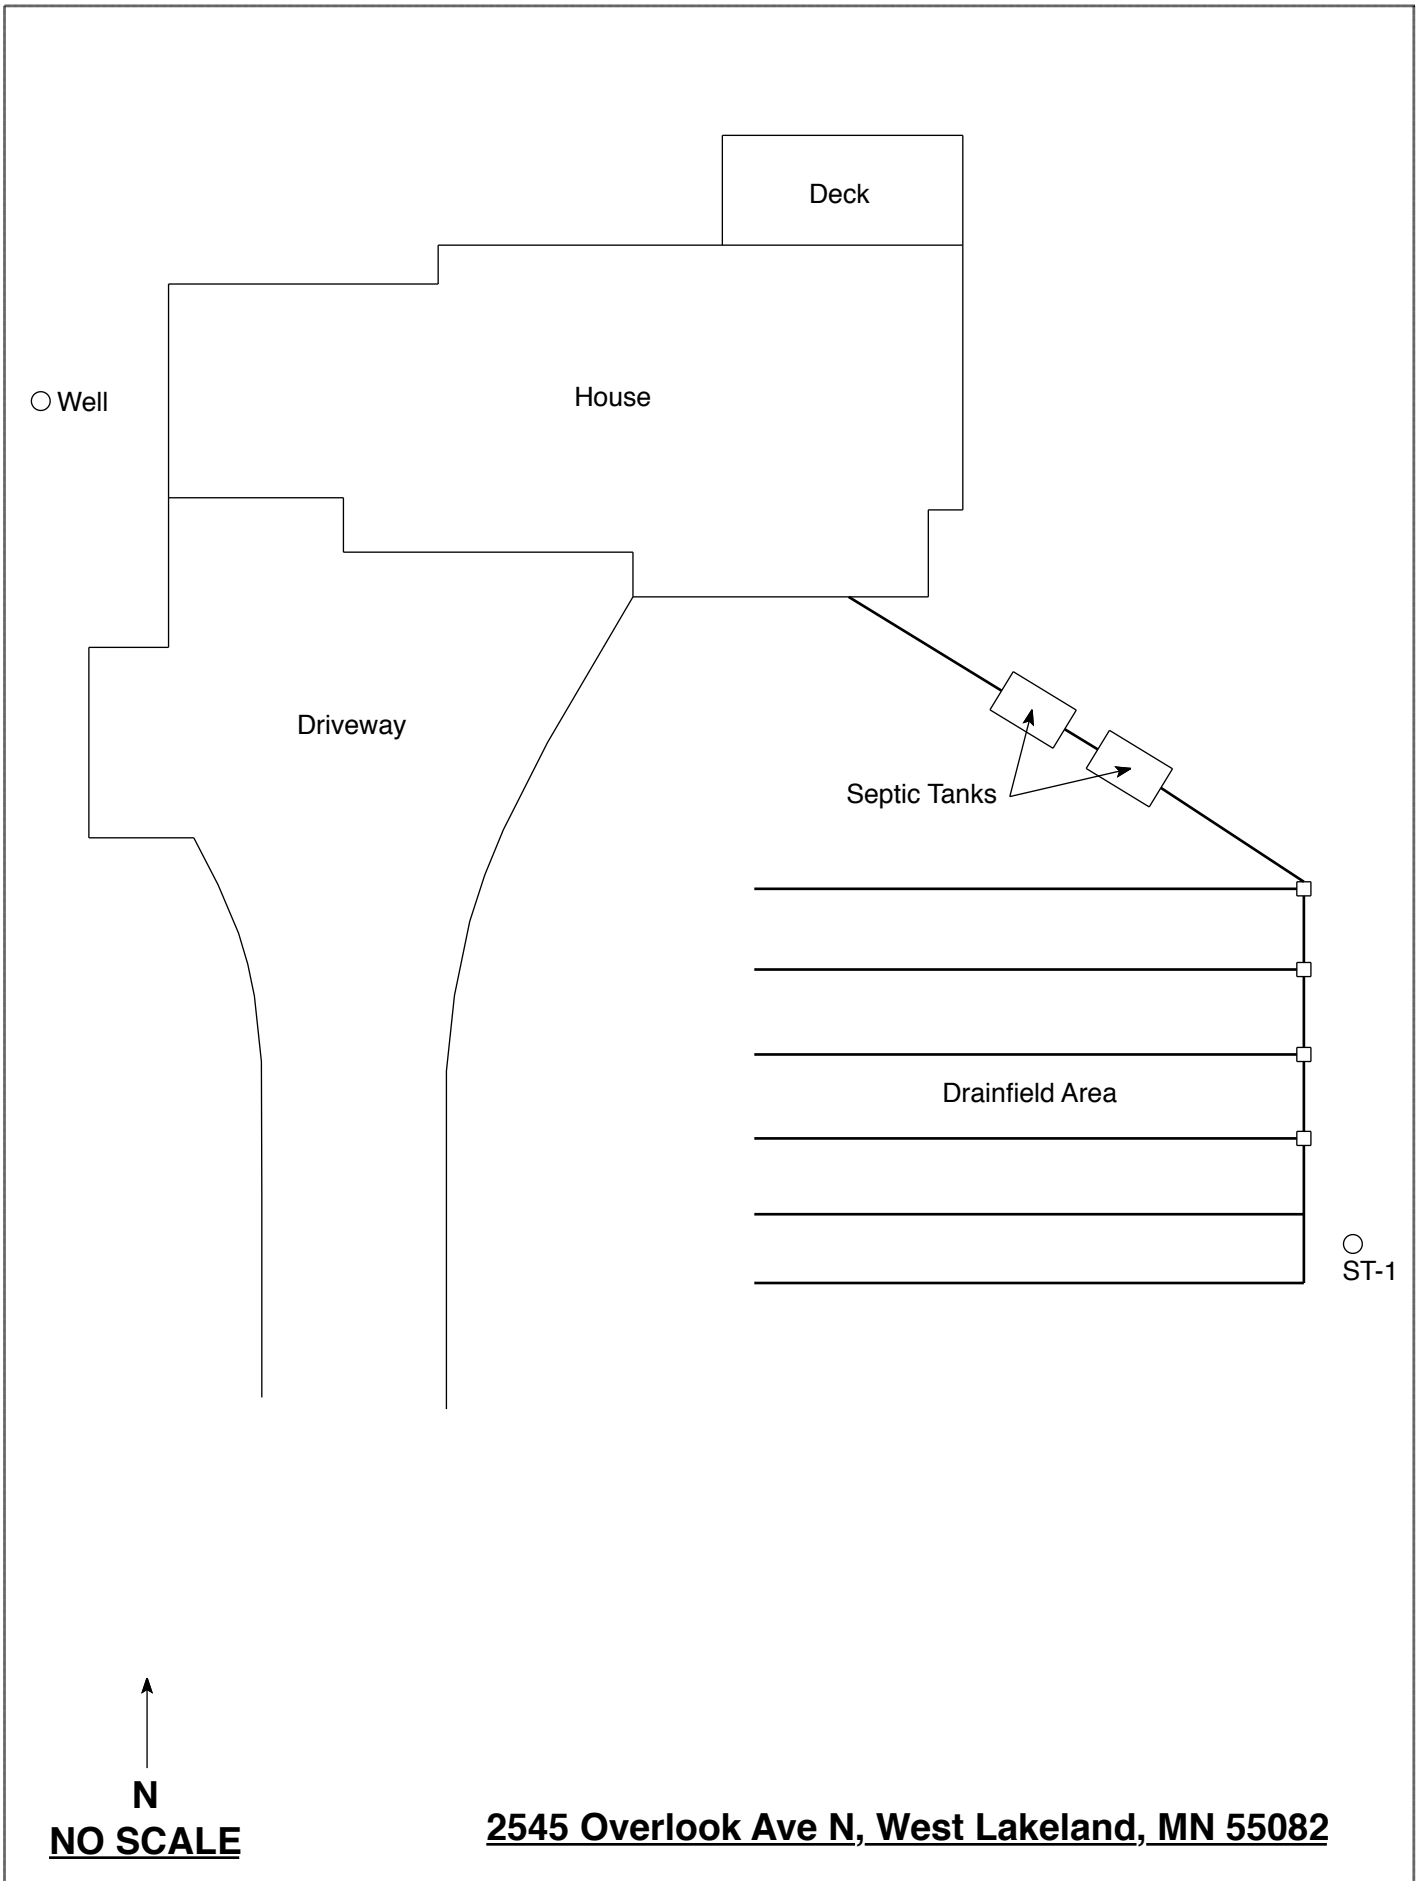 Deck
House
Well
Driveway
Septic Tanks
Drainfield Area
ST-1
N
NO SCALE
2545 Overlook Ave N, West Lakeland, MN 55082